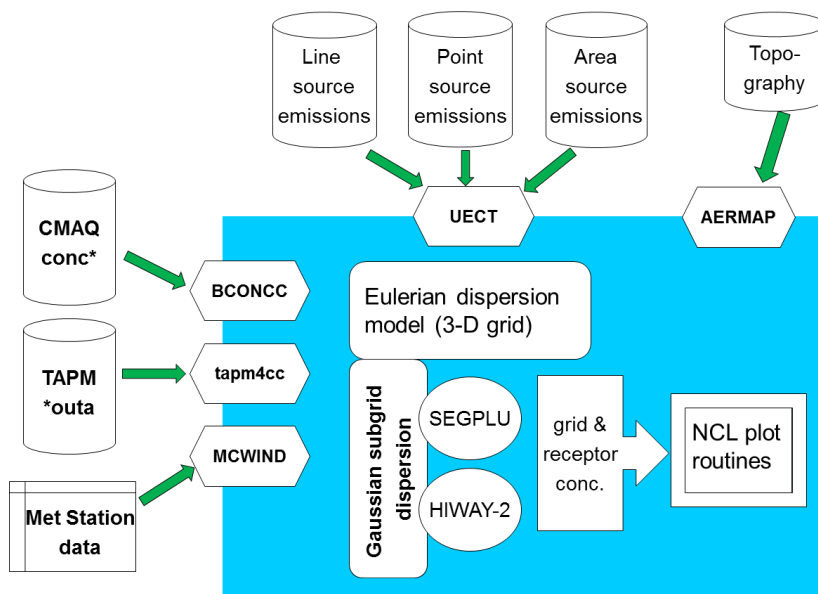 Line
source
emissions
Point
source
emissions
Area
source
emissions
Topo-
graphy
UECT
AERMAP
CMAQ
conc*
BCONCC
TAPM
*outa
tapm4cc
MCWIND
Met Station
data
Eulerian dispersion
model (3-D grid)
Gaussian subgrid
dispersion
SEGPLU
HIWAY-2
grid &
receptor
conc.
NCL plot
routines